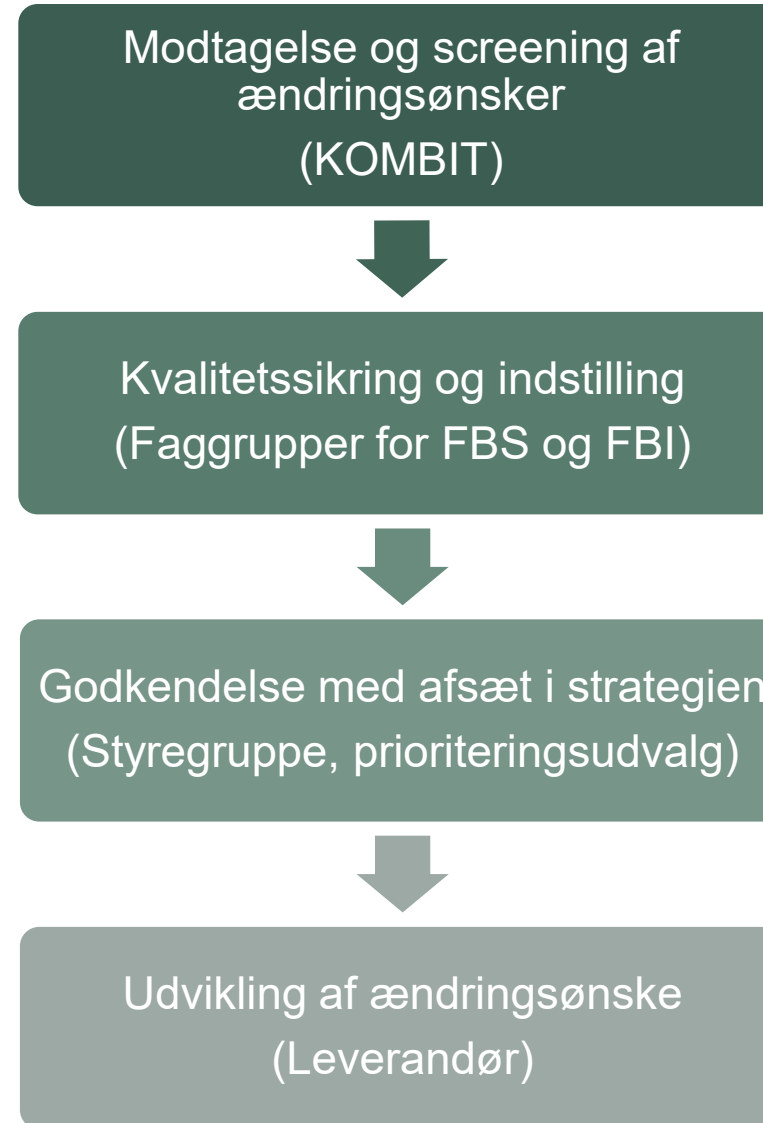 Modtagelse og screening af
ændringsønsker
(KOMBIT)
Kvalitetssikring og indstilling
(Faggrupper for FBS og FBI)
Godkendelse med afsæt i strategien
(Styregruppe, prioriteringsudvalg)
Udvikling af ændringsønske
(Leverandør)